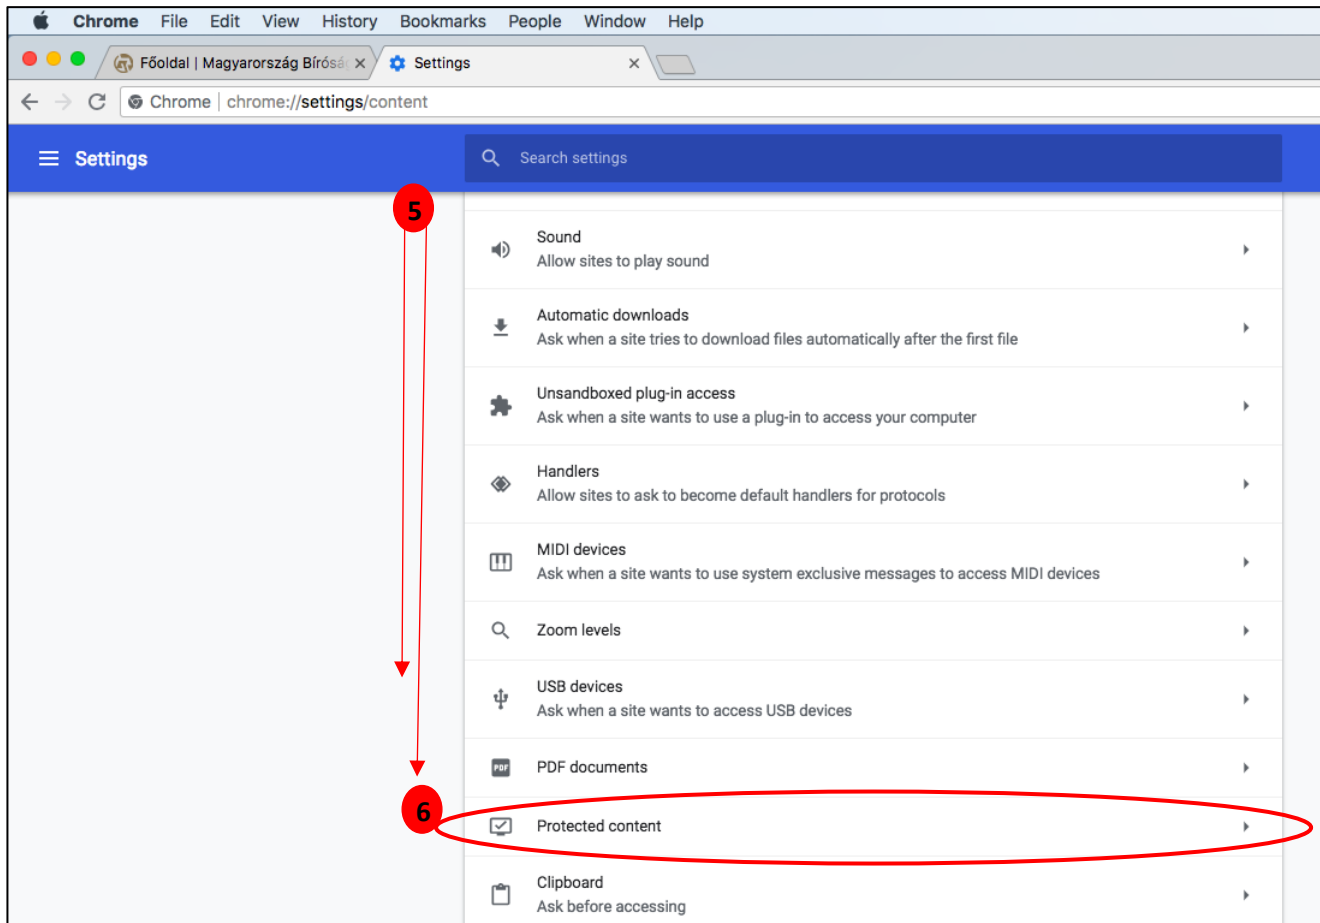 Chrome File Edit View History Bookmarks People Window Help
Főoldal | Magyarország Bírósá
Settings
Chrome | chrome://settings/content
Settings
Search settings
5
Sound
Allow sites to play sound
Automatic downloads
Ask when a site tries to download files automatically after the first file
Unsandboxed plug-in access
Ask when a site wants to use a plug-in to access your computer
Handlers
Allow sites to ask to become default handlers for protocols
MIDI devices
Ask when a site wants to use system exclusive messages to access MIDI devices
Zoom levels
USB devices
Ask when a site wants to access USB devices
PDF
PDF documents
6
Protected content
Clipboard
Ask before accessing